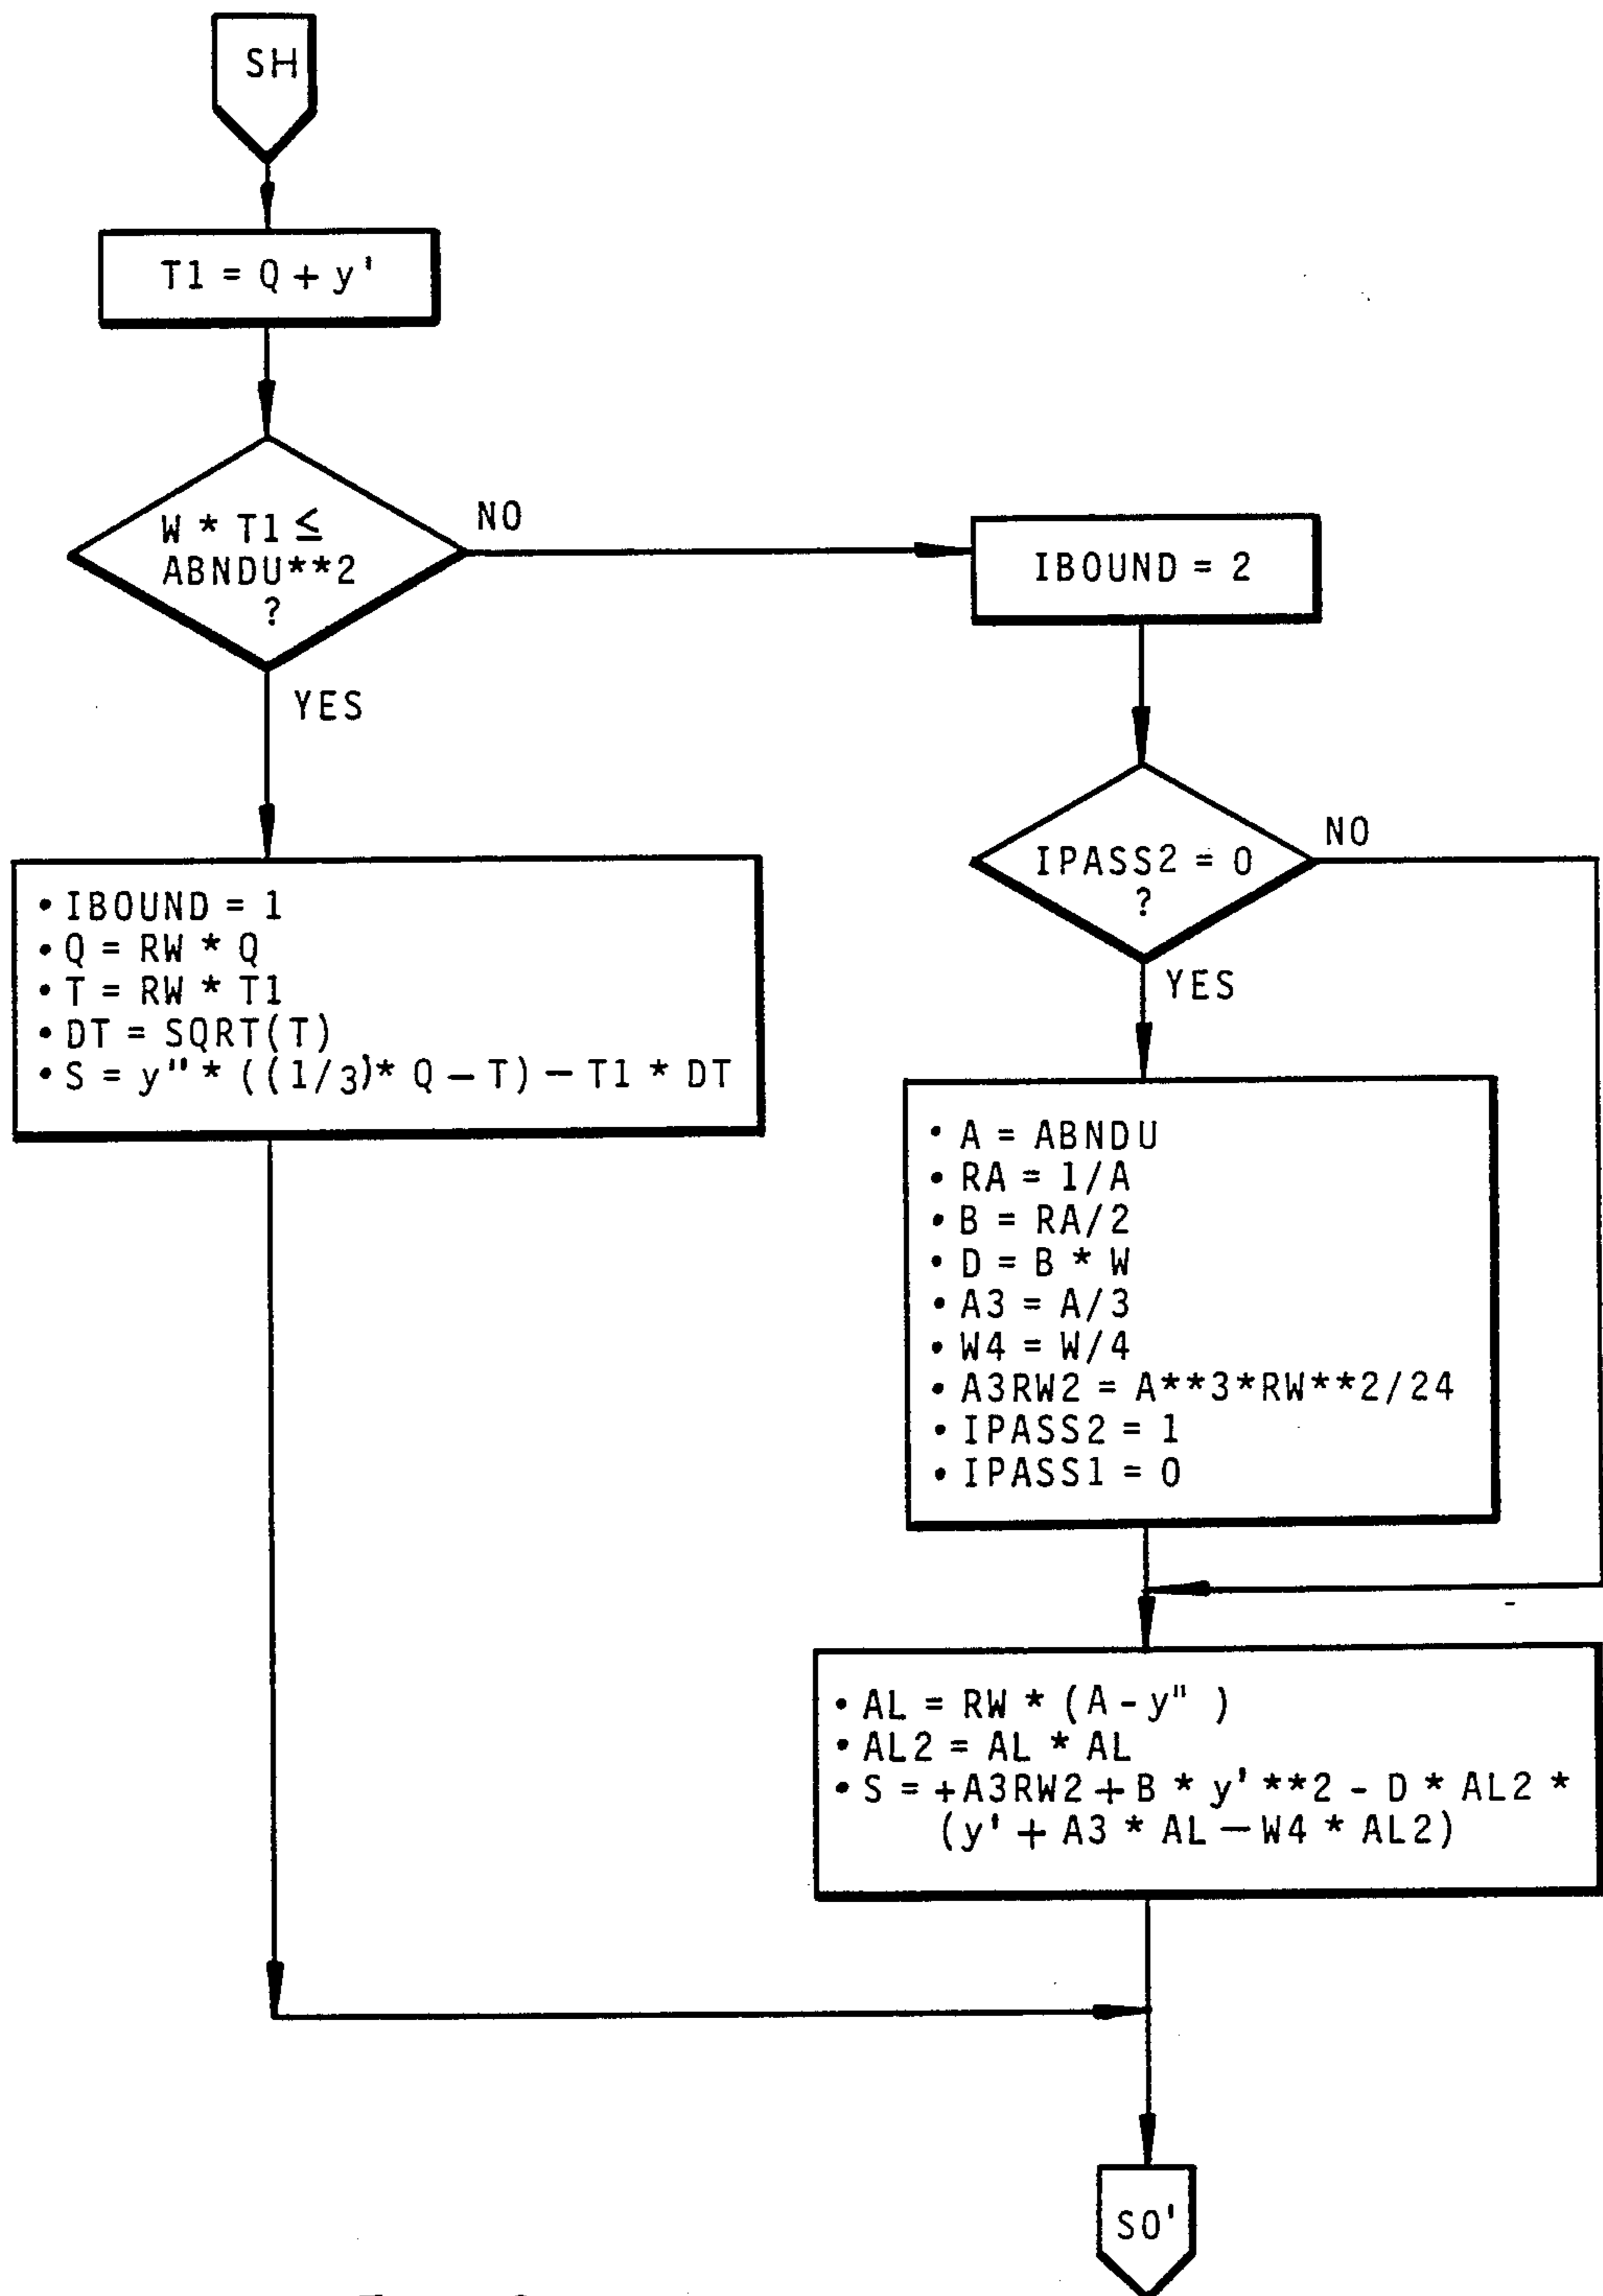 SH
T1 = Q + y'
W * T1 ≤
ABNDU**2
?
NO
YES
IBOUND = 2
IPASS2 = 0
?
NO
YES
• IBOUND = 1
• Q = RW * Q
• T = RW * T1
• DT = SQRT(T)
• S = y" * ((1/3)* Q – T) – T1 * DT
• A = ABNDU
• RA = 1/A
• B = RA/2
• D = B * W
• A3 = A/3
• W4 = W/4
• A3RW2 = A**3*RW**2/24
• IPASS2 = 1
• IPASS1 = 0
• AL = RW * (A - y" )
• AL2 = AL * AL
• S = +A3RW2 + B * y' **2 - D * AL2 *
(y' + A3 * AL – W4 * AL2)
SO'